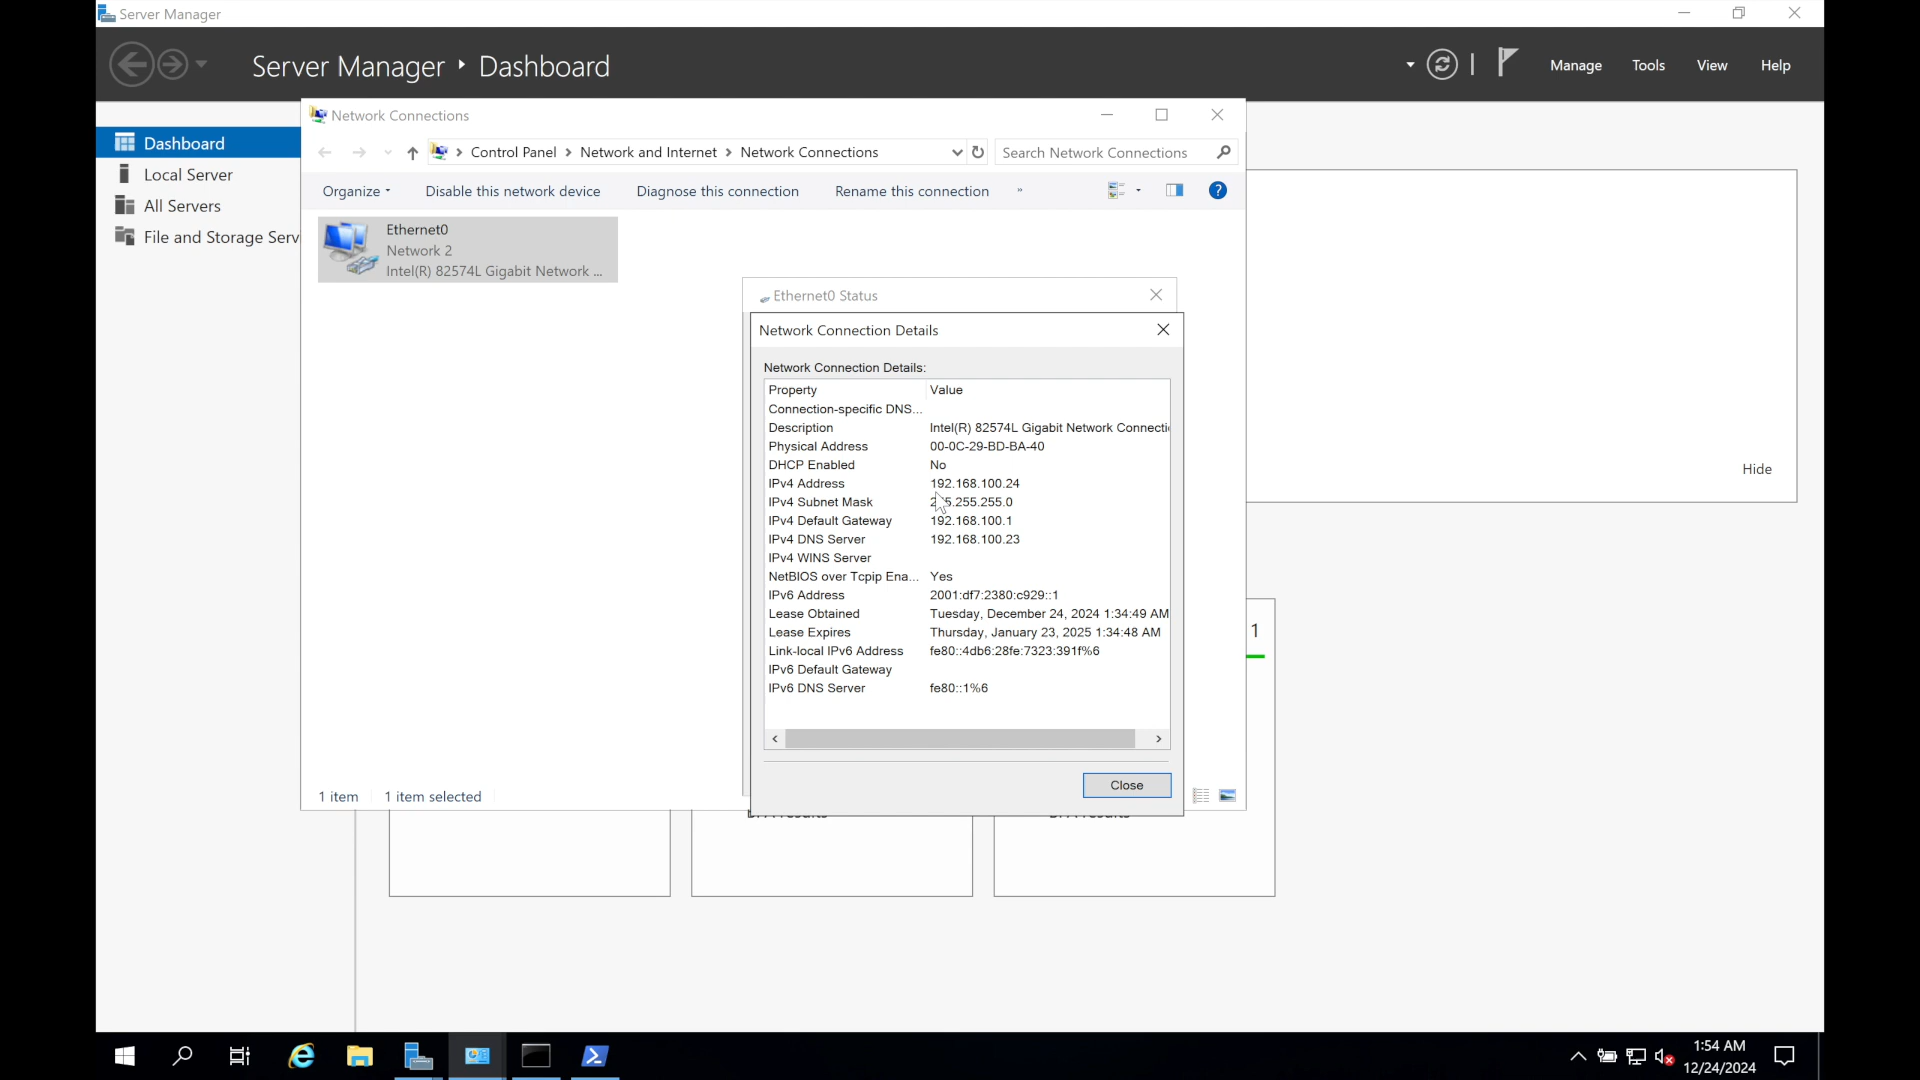 Server Manager
Server Manager ‣ Dashboard
Manage Tools View Help
Dashboard
Local Server
All Servers
File and Storage Serv
Network Connections
Control Panel > Network and Internet > Network Connections
Search Network Connections
Organize
Disable this network device
Diagnose this connection
Rename this connection
»
Ethernet0
Network 2
Intel(R) 82574L Gigabit Network ...
Ethernet0 Status
Network Connection Details
Network Connection Details:
Property Value
Connection-specific DNS...
Description Intel(R) 82574L Gigabit Network Connecti
Physical Address 00-0C-29-BD-BA-40
DHCP Enabled No
IPv4 Address 192.168.100.24
IPv4 Subnet Mask 255.255.255.0
IPv4 Default Gateway 192.168.100.1
IPv4 DNS Server 192.168.100.23
IPv4 WINS Server
NetBIOS over Tcpip Ena... Yes
IPv6 Address 2001:df7:2380:c929::1
Lease Obtained Tuesday, December 24, 2024 1:34:49 AM
Lease Expires Thursday, January 23, 2025 1:34:48 AM
Link-local IPv6 Address fe80::4db6:28fe:7323:391f%6
IPv6 Default Gateway
IPv6 DNS Server fe80::1%6
Close
Hide
1
1 item
1 item selected
1:54 AM
12/24/2024